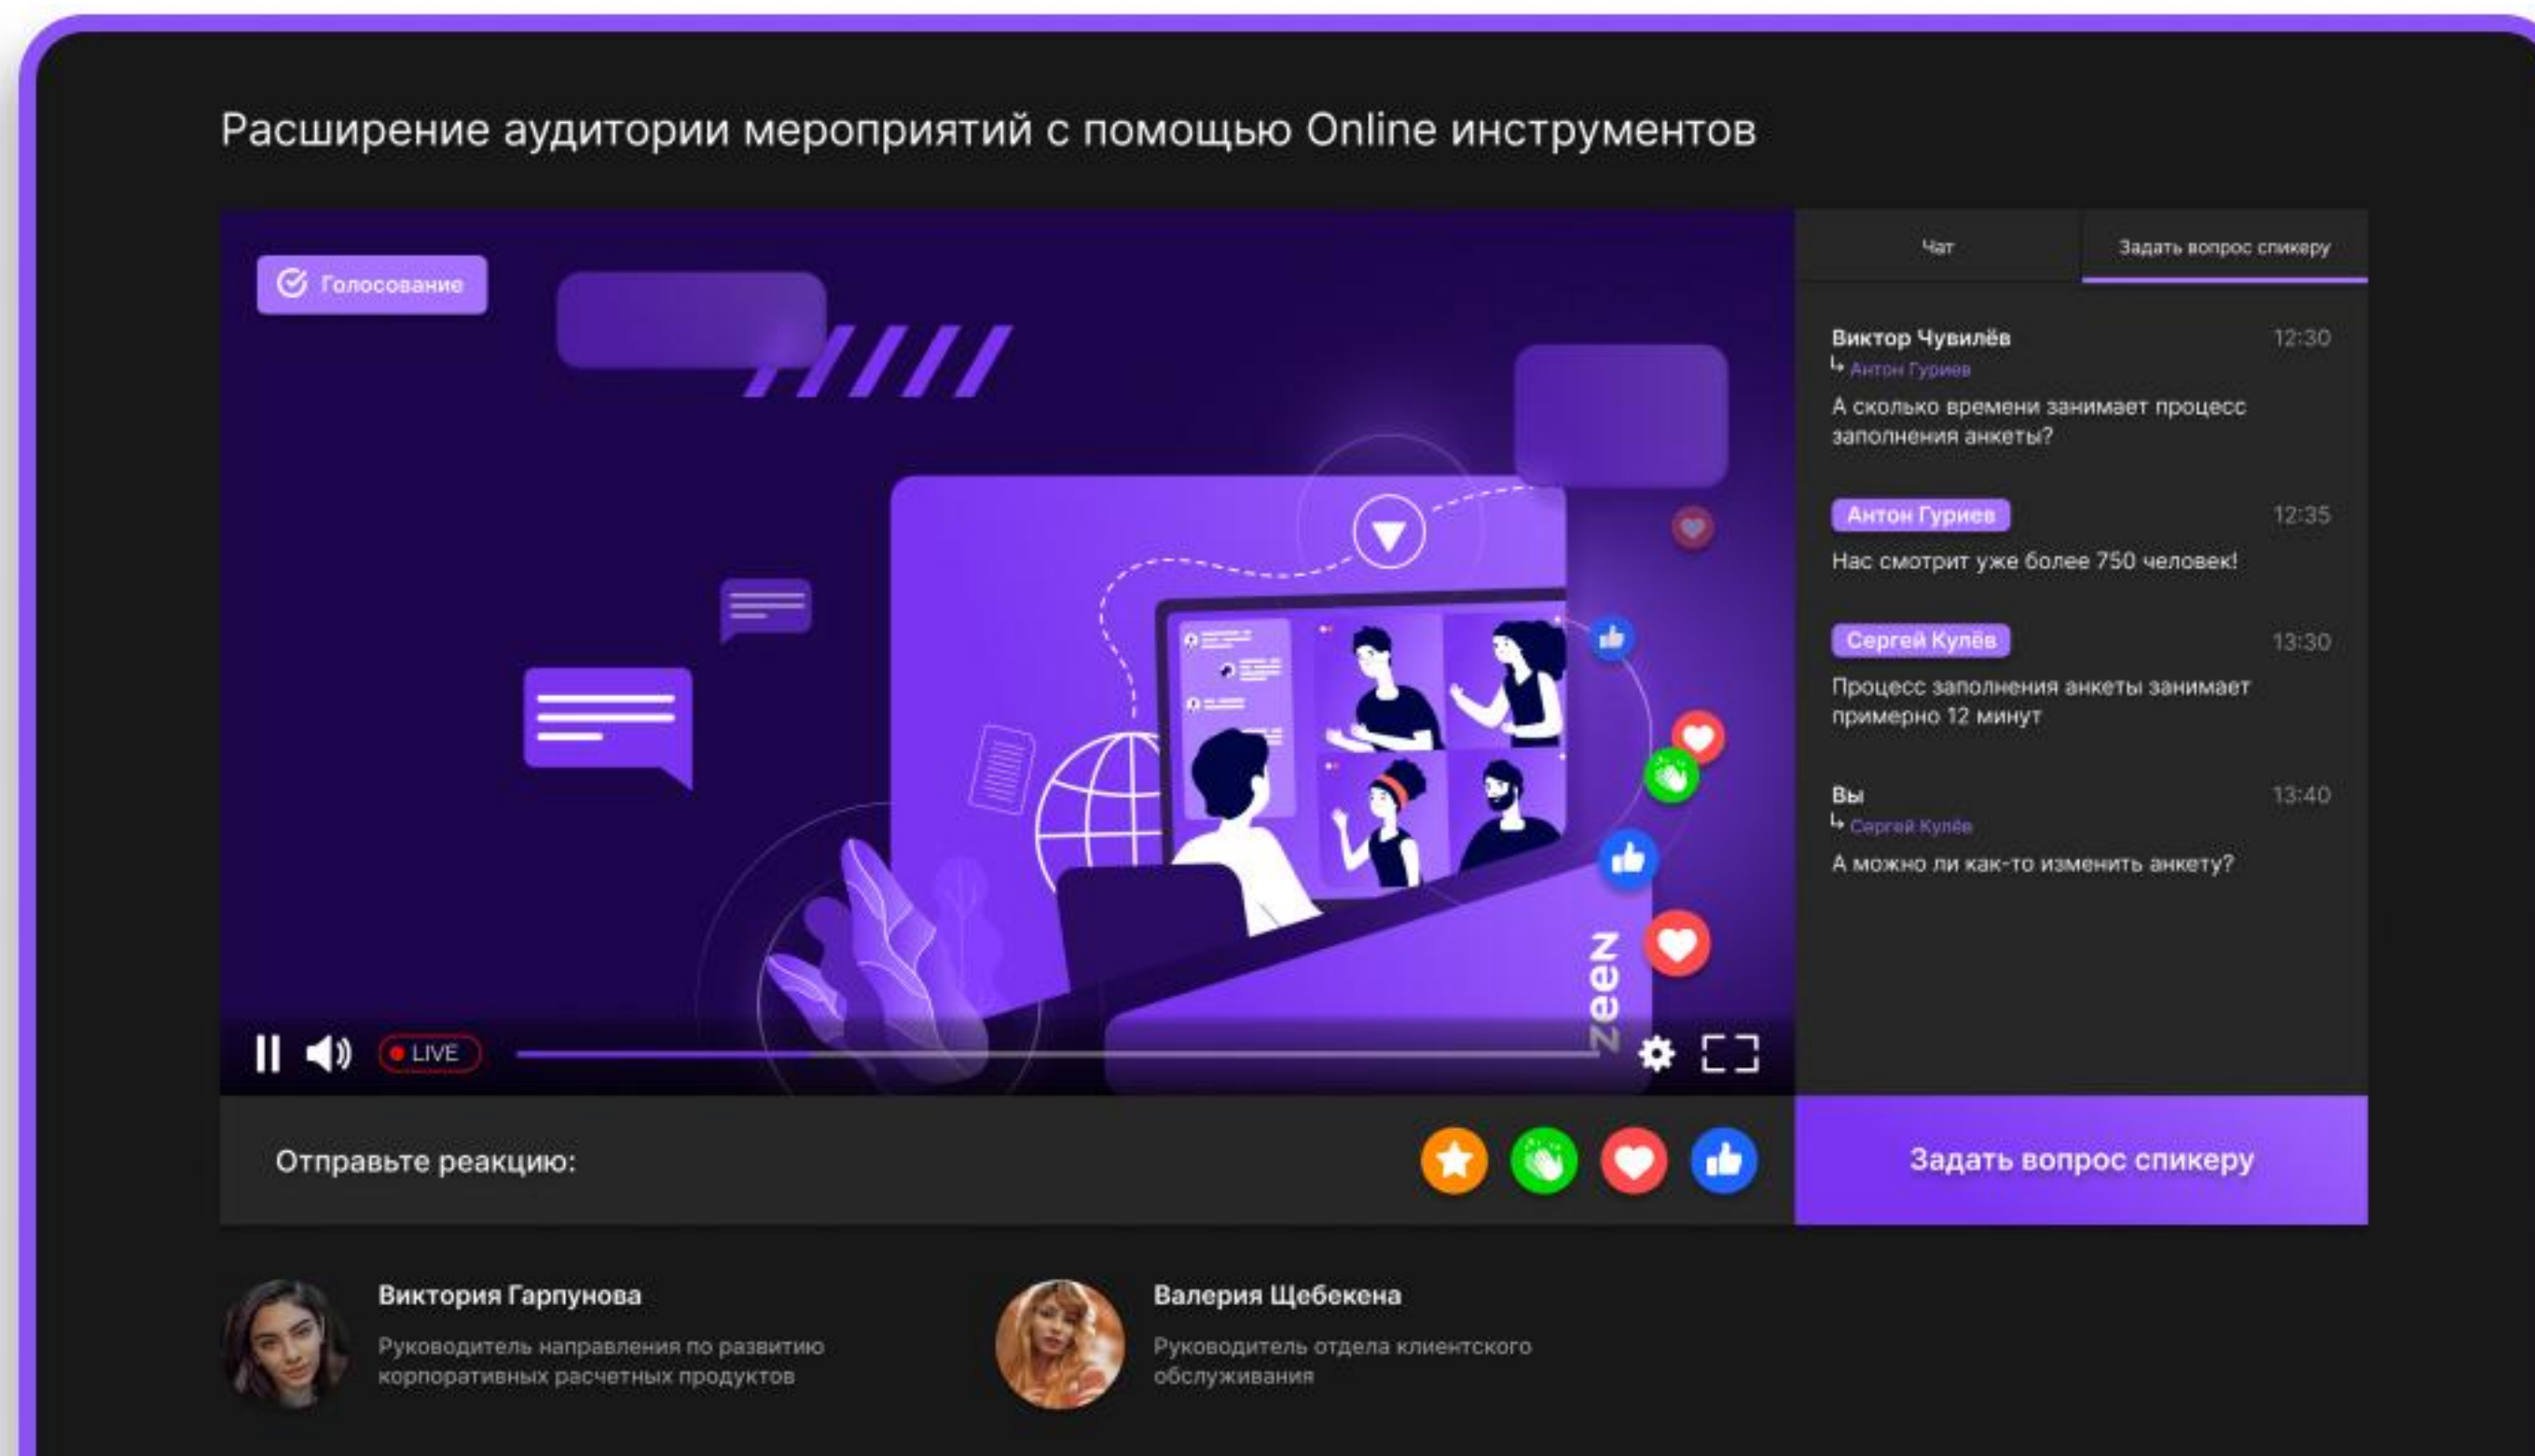 Расширение аудитории мероприятий с помощью Online инструментов
Голосование
zeen
LIVE
Отправьте реакцию:
Чат
Задать вопрос спикеру
Виктор Чувилёв
12:30
Антон Гуриев
А сколько времени занимает процесс
заполнения анкеты?
Антон Гуриев
12:35
Нас смотрит уже более 750 человек!
Сергей Кулёв
13:30
Процесс заполнения анкеты занимает
примерно 12 минут
Вы
13:40
Сергей Кулёв
А можно ли как-то изменить анкету?
Задать вопрос спикеру
Виктория Гарпунова
Руководитель направления по развитию
корпоративных расчетных продуктов
Валерия Щебекена
Руководитель отдела клиентского
обслуживания